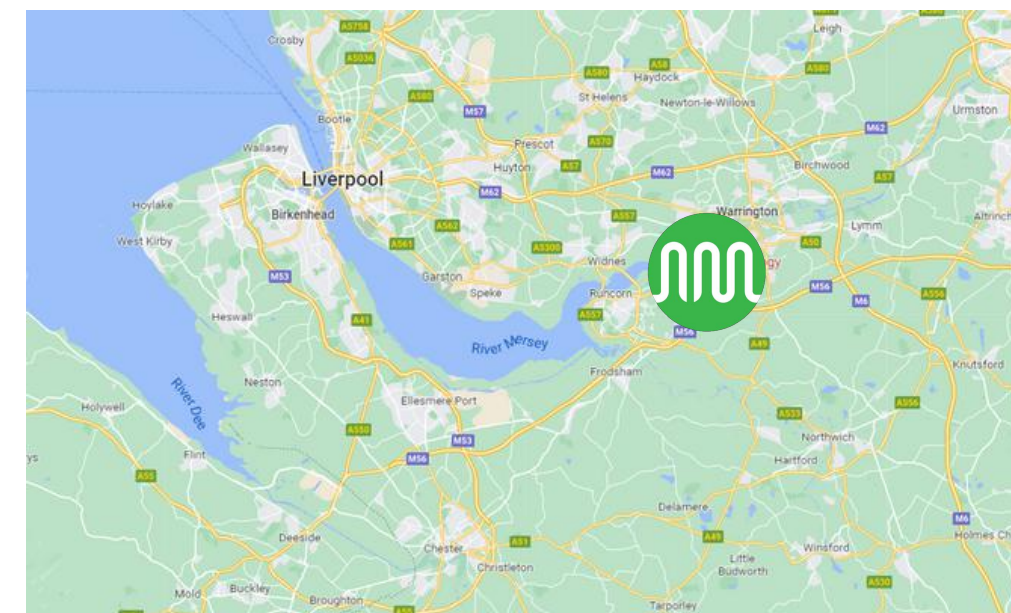 A5758
Leigh
Crosby
A5036
A580
A58
A580
Haydock
A580
St Helens
Newton-le-Willows
M57
Urmston
Bootle
M62
Wallasey
Prescot
A570
Huyton
A57
Birchwood
Liverpool
M62
M62
A57
Hoylake
Birkenhead
A557
Warrington
Altrinch
West Kirby
A562
Lymm
A561
A5300
A50
Widnes
gy
M53
Garston
Speke
Runcorn
M56
M6
A556
Heswall
A41
A557
M56
River Mersey
A49
Frodsham
Knutsford
Neston
River Dee
Ellesmere Port
Holywell
A556
A533
A550
M53
Northwich
Flint
M56
Hartford
ys
A55
Delamere
M6
Deeside
A51
A49
Holmes Ch
Chester
Winsford
Christleton
Little
Budworth
Mold
Buckley
A530
Broughton
Tarporley